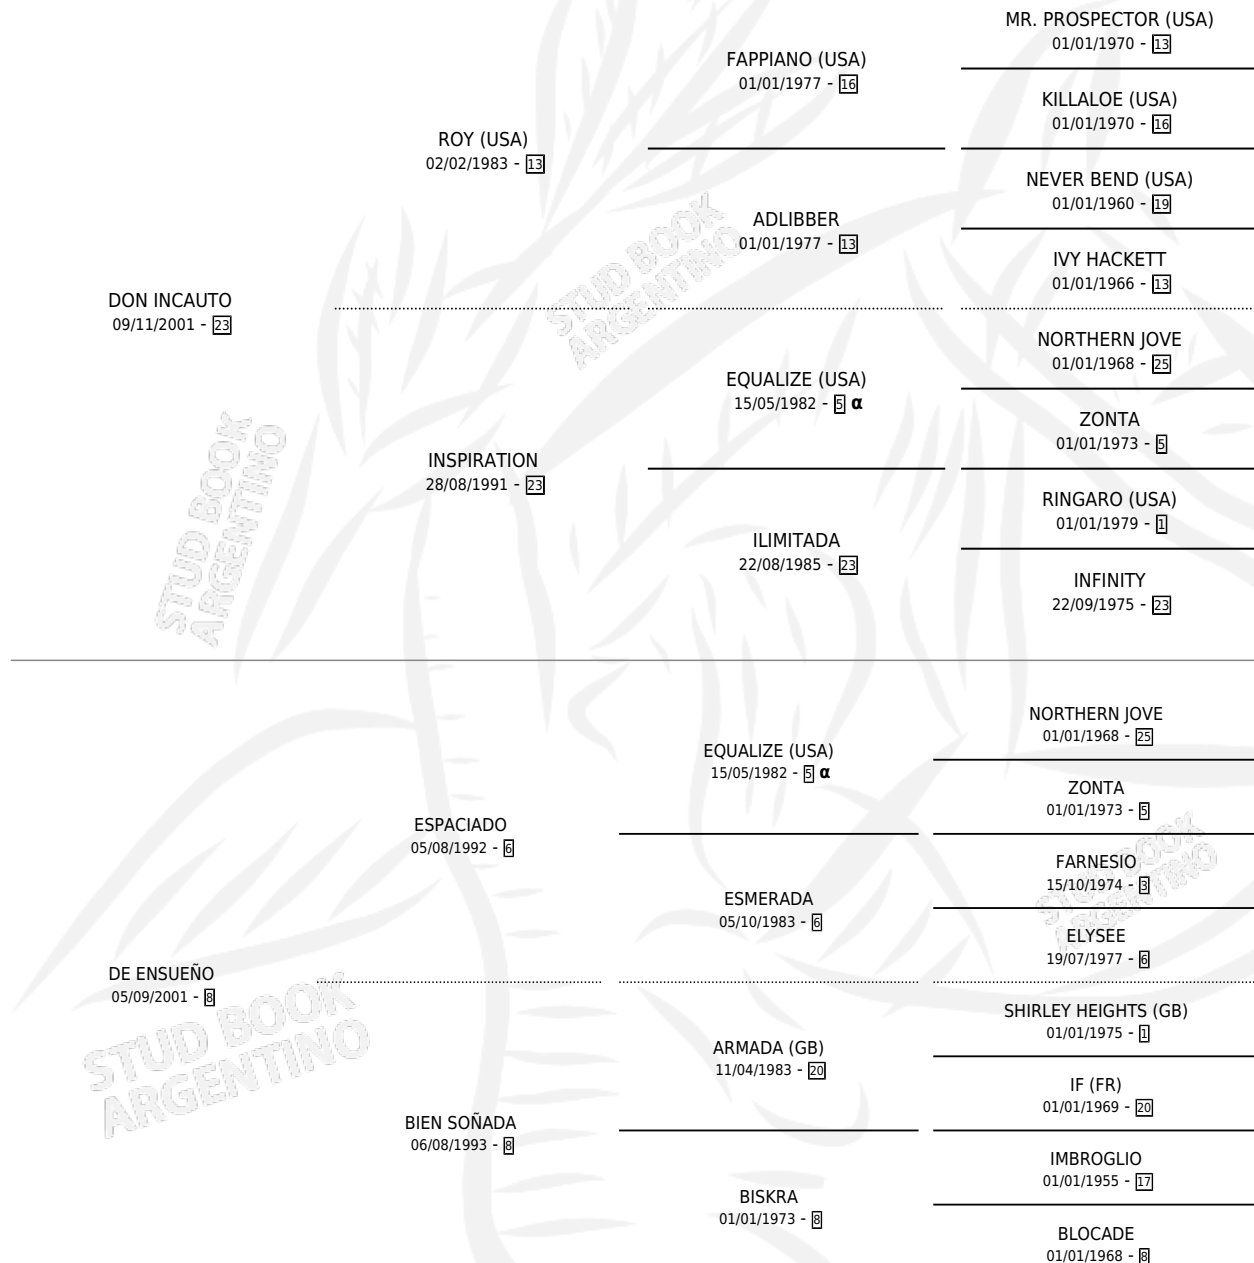 MR. PROSPECTOR (USA)
01/01/1970 - 13
FAPPIANO (USA)
01/01/1977 - 16
KILLALOE (USA)
01/01/1970 - 16
ROY (USA)
02/02/1983 - 13
NEVER BEND (USA)
01/01/1960 - 19
ADLIBBER
01/01/1977 - 13
IVY HACKETT
01/01/1966 - 13
STUD BOOK
ARGENTINO
DON INCAUTO
09/11/2001 - 23
NORTHERN JOVE
01/01/1968 - 25
EQUALIZE (USA)
15/05/1982 - 5 α
ZONTA
01/01/1973 - 5
INSPIRATION
28/08/1991 - 23
RINGARO (USA)
01/01/1979 - 1
ILIMITADA
22/08/1985 - 23
INFINITY
22/09/1975 - 23
STUD BOOK
ARGENTINO
NORTHERN JOVE
01/01/1968 - 25
EQUALIZE (USA)
15/05/1982 - 5 α
ZONTA
01/01/1973 - 5
ESPACIADO
05/08/1992 - 6
FARNESIO
15/10/1974 - 3
ESMERADA
05/10/1983 - 6
ELYSEE
19/07/1977 - 6
STUD BOOK
ARGENTINO
DE ENSUEÑO
05/09/2001 - 8
SHIRLEY HEIGHTS (GB)
01/01/1975 - 1
ARMADA (GB)
11/04/1983 - 20
IF (FR)
01/01/1969 - 20
STUD BOOK
ARGENTINO
BIEN SOÑADA
06/08/1993 - 8
IMBROGLIO
01/01/1955 - 17
BISKRA
01/01/1973 - 8
BLOCADE
01/01/1968 - 8